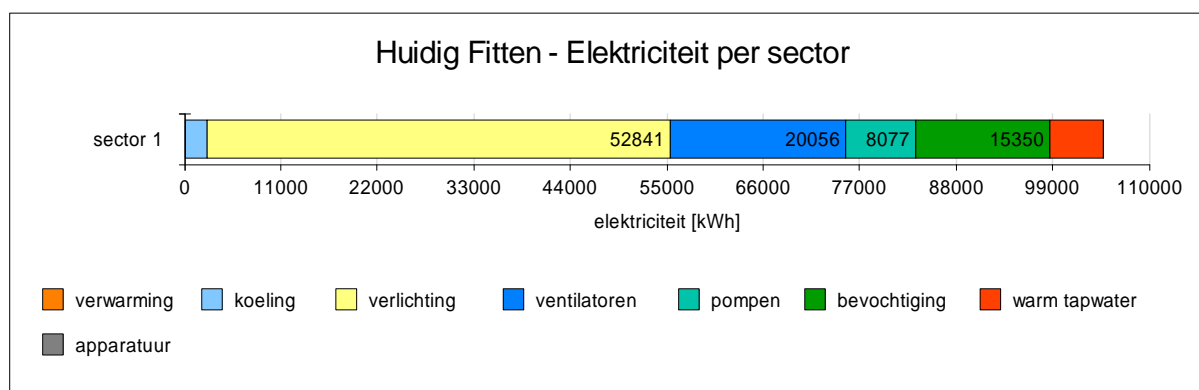 Huidig Fitten - Elektriciteit per sector
sector 1 52841 20056 8077 15350
0 11000 22000 33000 44000 55000 66000 77000 88000 99000 110000
elektriciteit [kWh]
verwarming koeling verlichting ventilatoren pompen bevochtiging warm tapwater
apparatuur